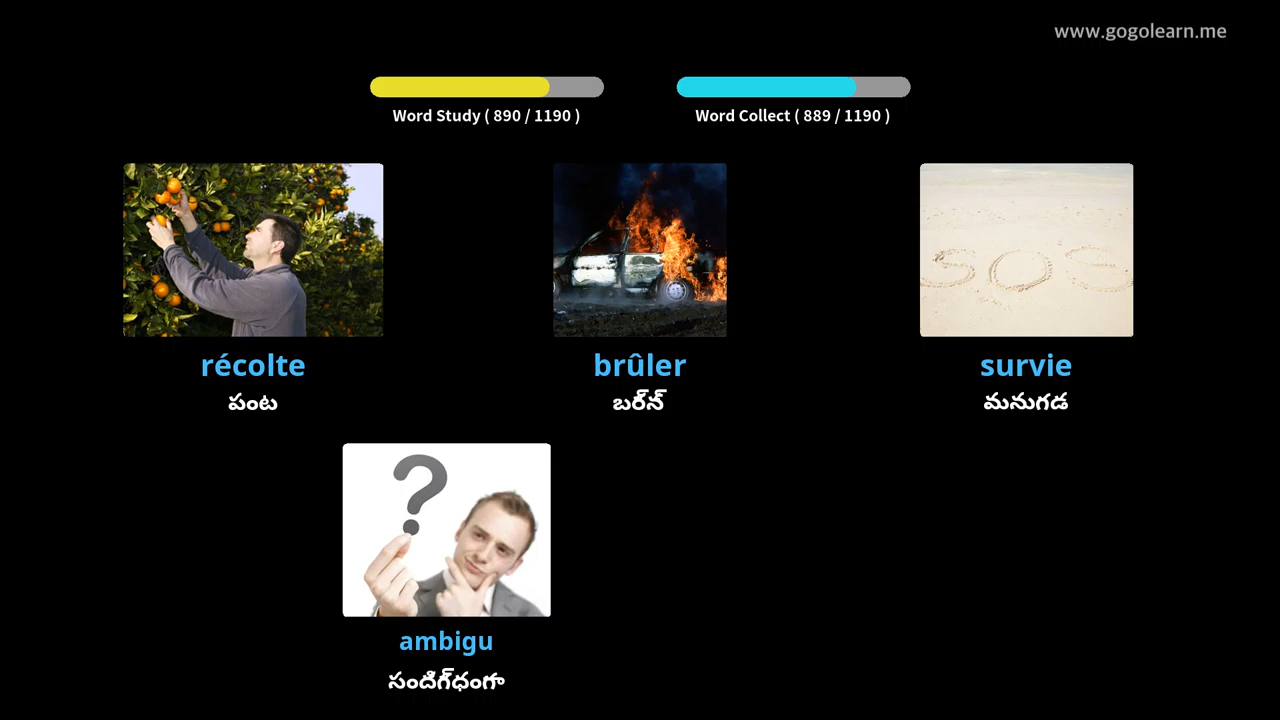 www.gogolearn.me
Word Study ( 890 / 1190 )
Word Collect ( 889 / 1190 )
SOS
récolte
brûler
survie
పంట
బర్‌న్
మనుగడ
?
ambigu
సందిగ్‌ధంగా